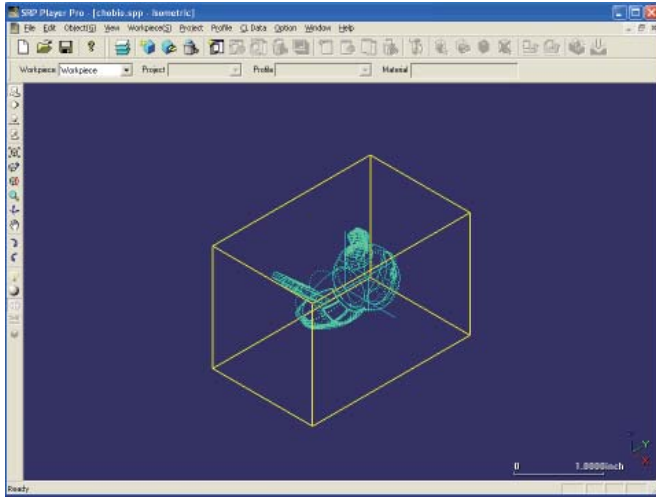 SRP Player Pro - [chobie.spp - Isometric]
File Edit Object(G) View Workpiece(S) Project Profile CL Data Option Window Help
Workpiece Workpiece Project Profile Material
0 1.0000inch
Y
X
Ready